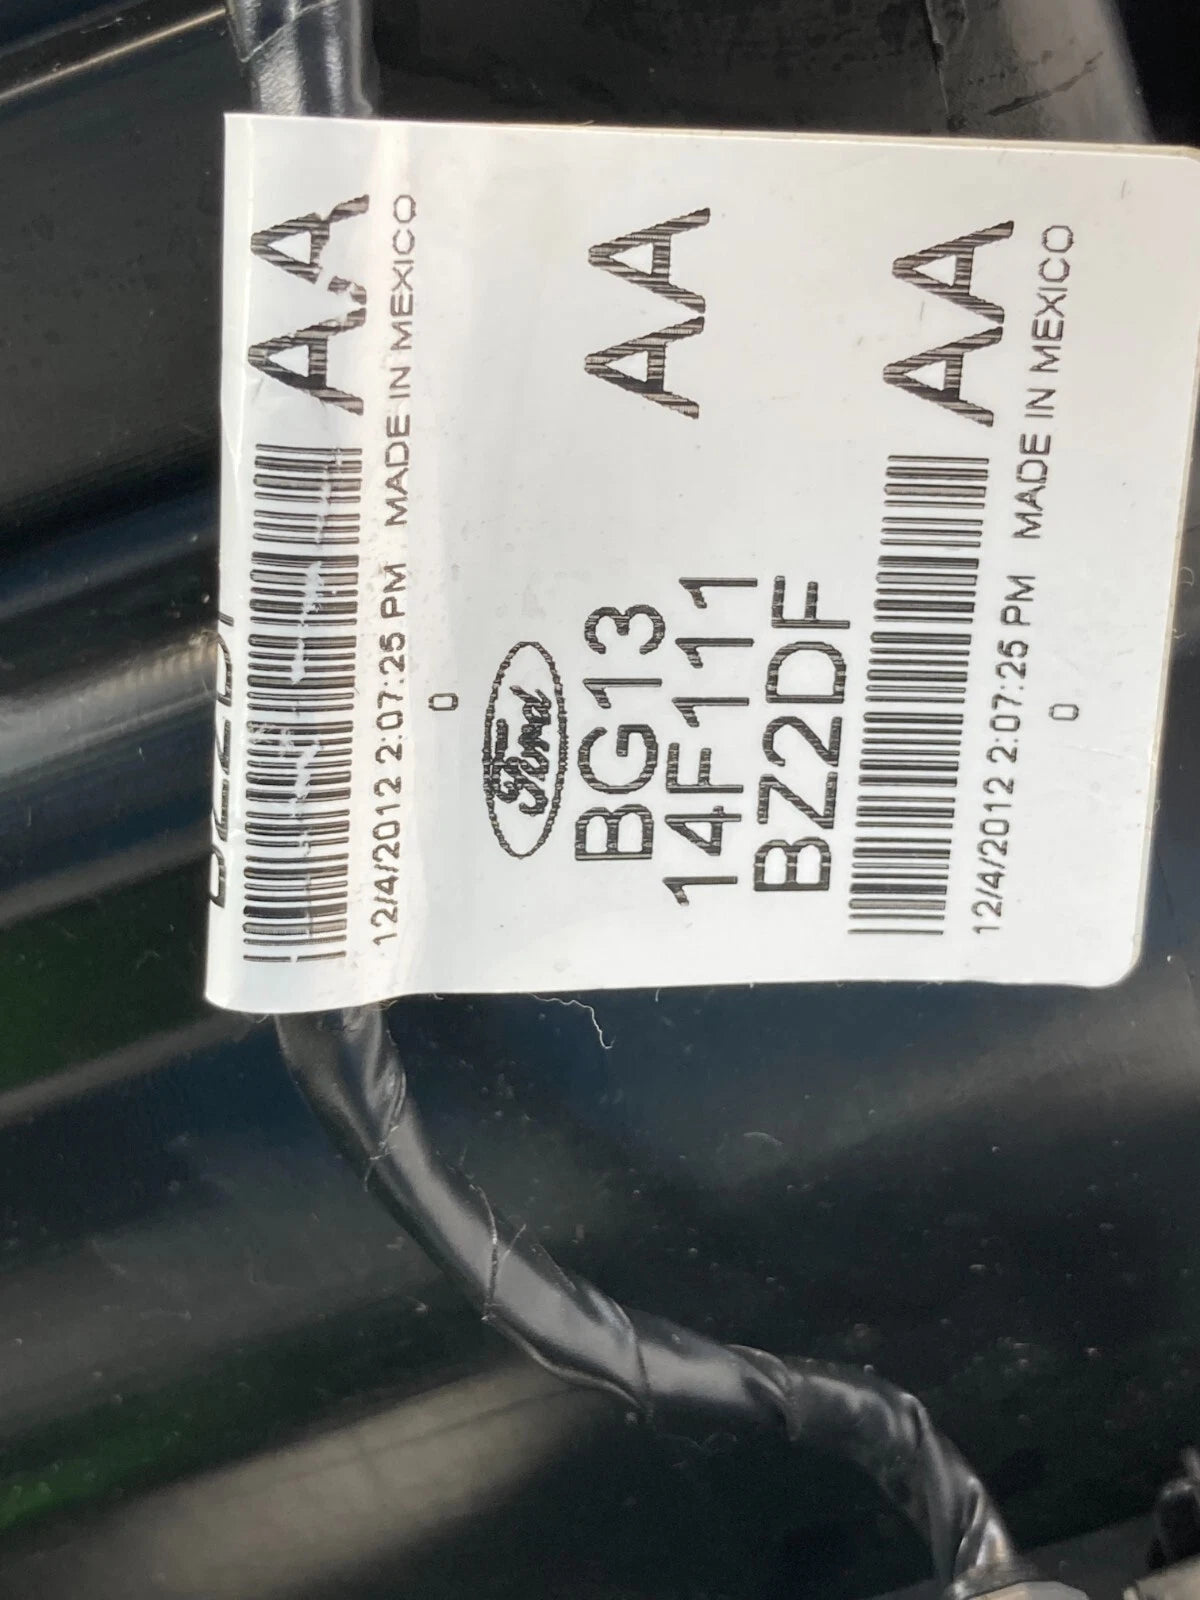 AA
12/4/2012 2:07:25 PM MADE IN MEXICO
0
Ford
BG13 AA
14F111
BZ2DF
AA
12/4/2012 2:07:25 PM MADE IN MEXICO
0